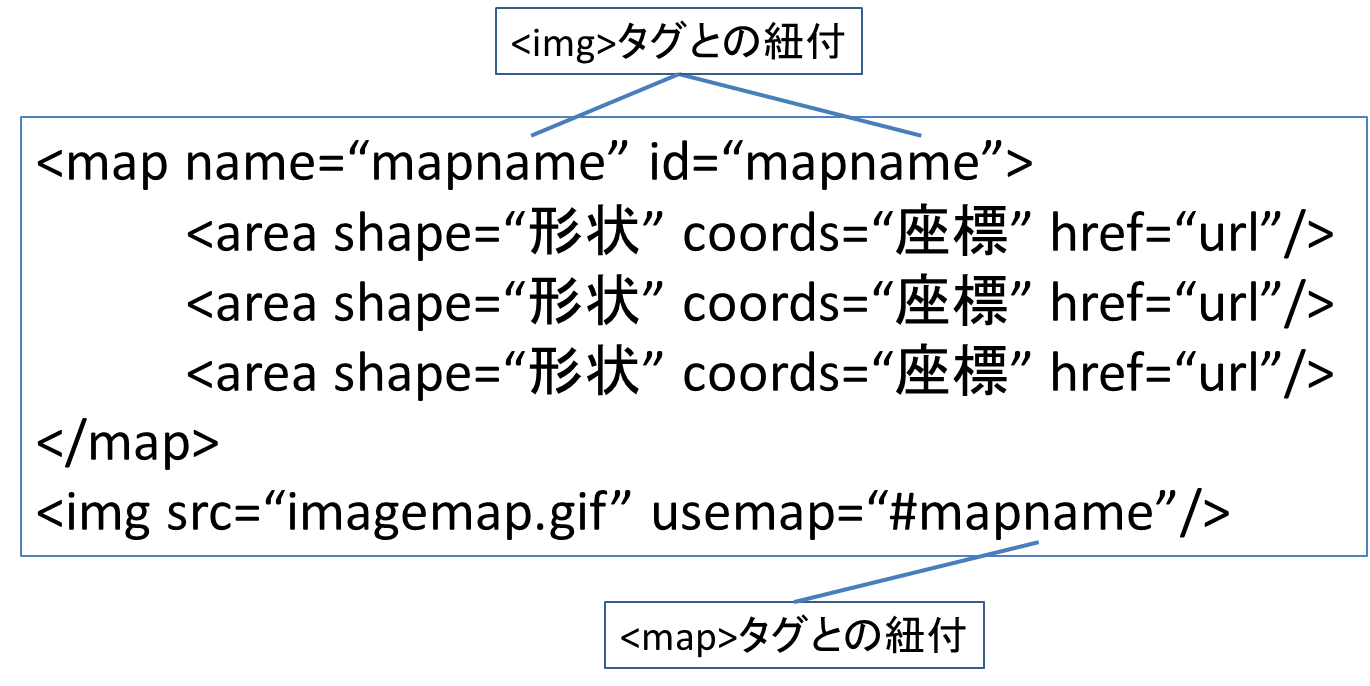 <img>タグとの紐付
<map name=“mapname” id=“mapname”>
<area shape=“形状” coords=“座標” href=“url”/>
<area shape=“形状” coords=“座標” href=“url”/>
<area shape=“形状” coords=“座標” href=“url”/>
</map>
<img src=“imagemap.gif” usemap=“#mapname”/>
<map>タグとの紐付